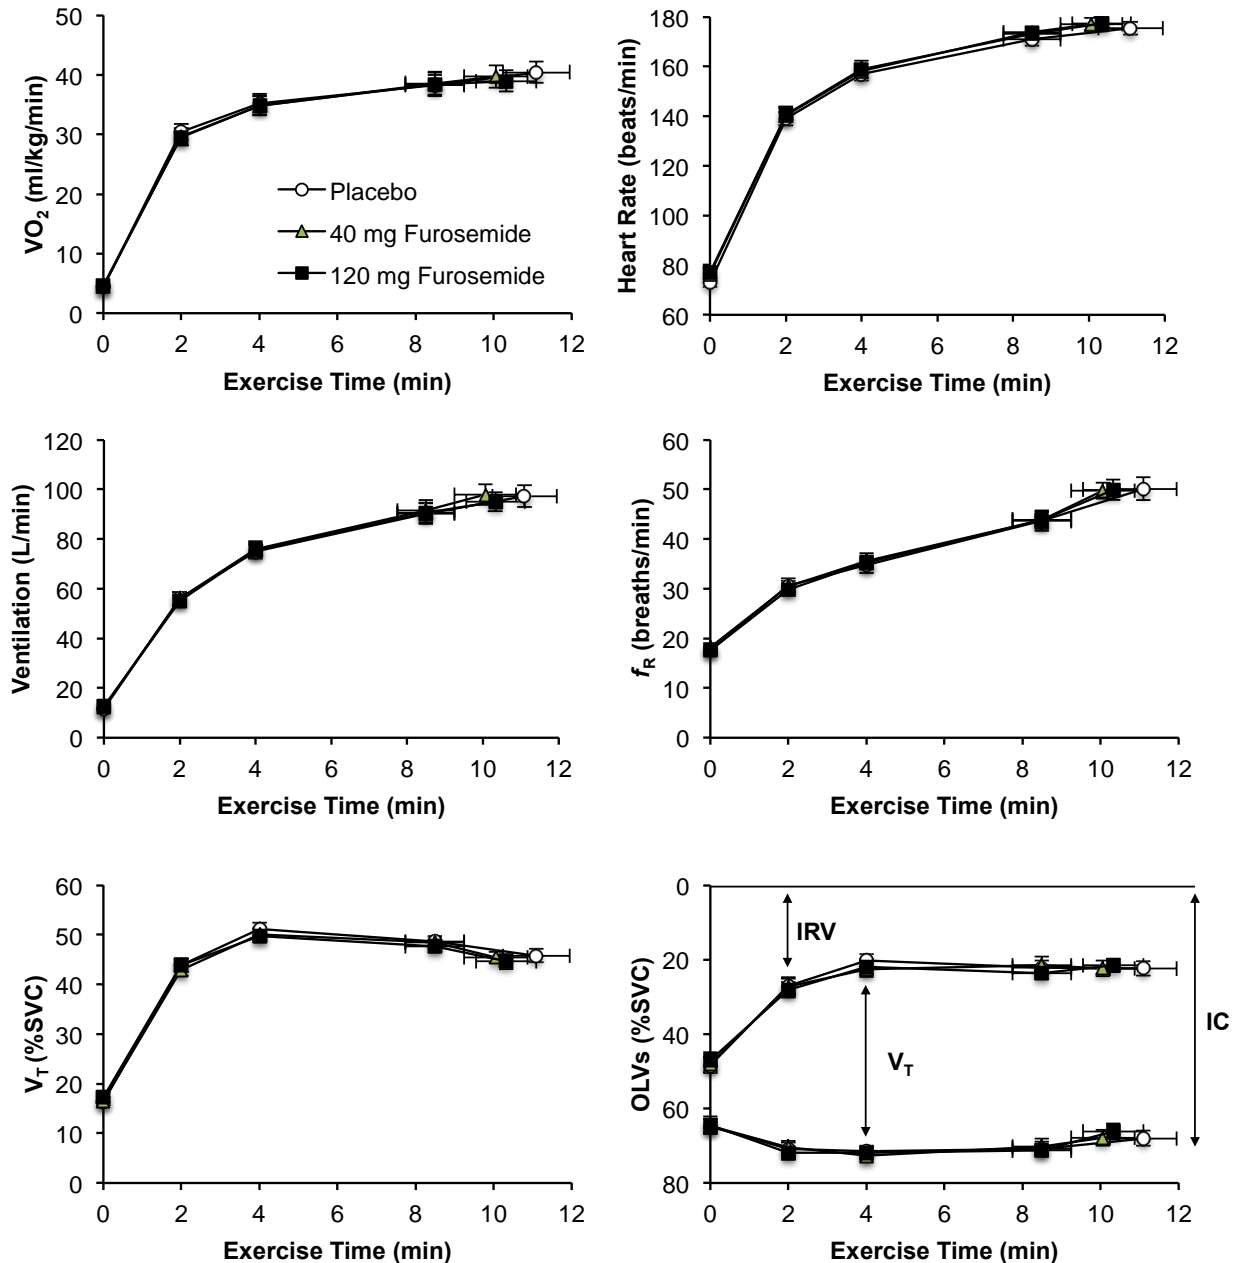 50
40
30
20
10
0
VO2 (ml/kg/min)
Placebo
40 mg Furosemide
120 mg Furosemide
0 2 4 6 8 10 12
Exercise Time (min)
180
160
140
120
100
80
60
Heart Rate (beats/min)
0 2 4 6 8 10 12 14
Exercise Time (min)
120
100
80
60
40
20
0
Ventilation (L/min)
0 2 4 6 8 10 12
Exercise Time (min)
60
50
40
30
20
10
0
fR (breaths/min)
0 2 4 6 8 10 12
Exercise Time (min)
60
50
40
30
20
10
0
VT (%SVC)
0 2 4 6 8 10 12
Exercise Time (min)
0
20
40
60
80
OLVs (%SVC)
IRV
VT
IC
0 2 4 6 8 10 12
Exercise Time (min)